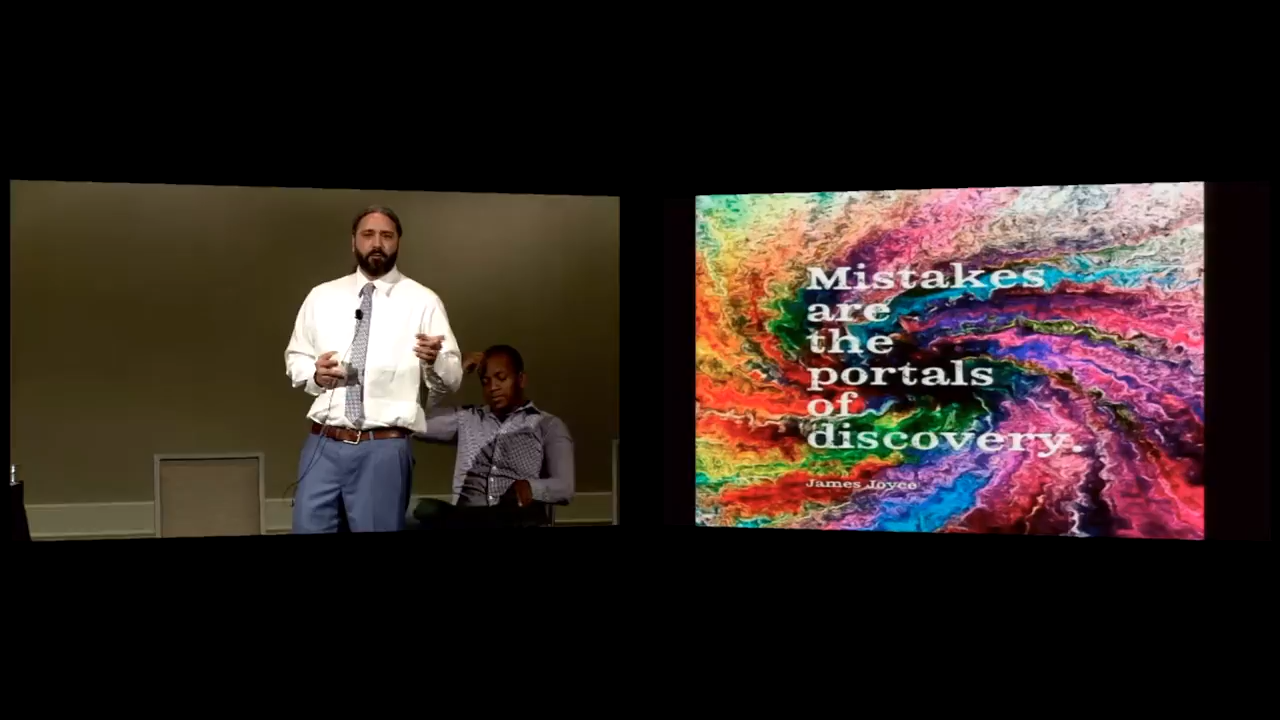 Mistakes
are
the
portals
of
discovery.
James Joyce